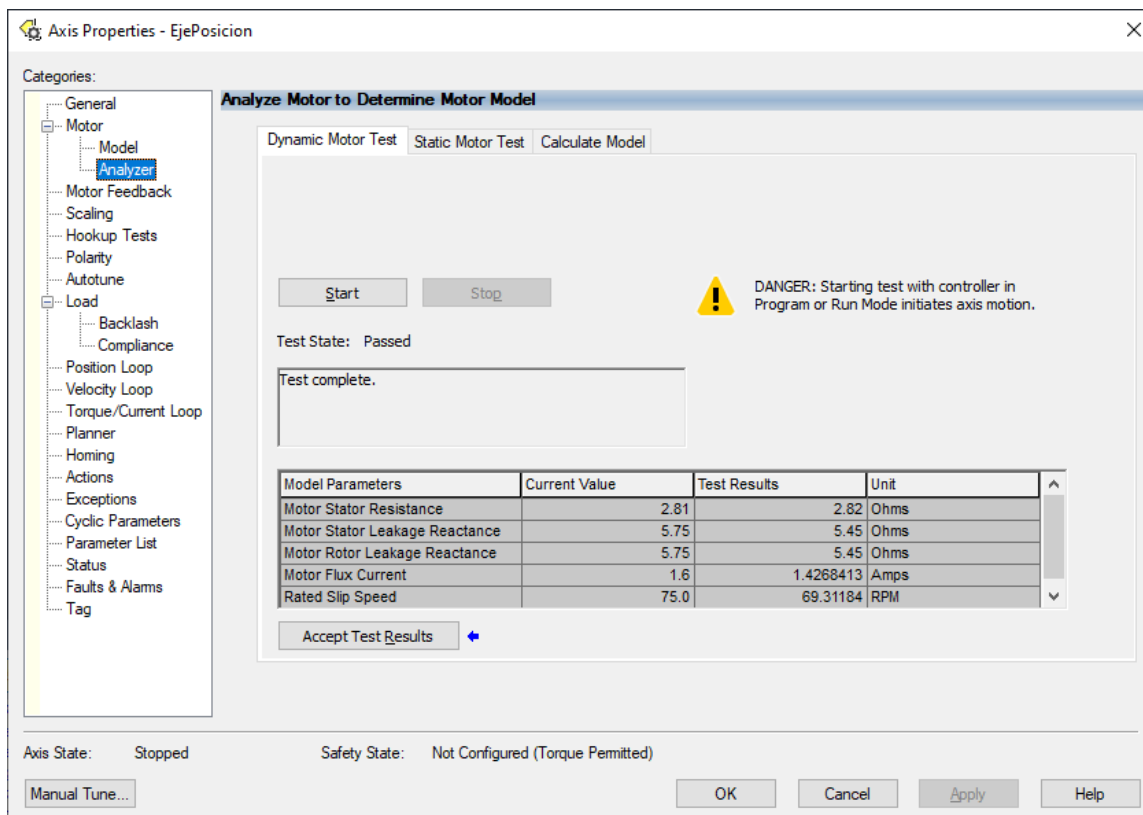 Axis Properties - EjePosicion
Categories:
General
Motor
Model
Analyzer
Motor Feedback
Scaling
Hookup Tests
Polarity
Autotune
Load
Backlash
Compliance
Position Loop
Velocity Loop
Torque/Current Loop
Planner
Homing
Actions
Exceptions
Cyclic Parameters
Parameter List
Status
Faults & Alarms
Tag
Analyze Motor to Determine Motor Model
Dynamic Motor Test Static Motor Test Calculate Model
Start Stop
DANGER: Starting test with controller in
Program or Run Mode initiates axis motion.
Test State: Passed
Test complete.
Model Parameters Current Value Test Results Unit
Motor Stator Resistance 2.81 2.82 Ohms
Motor Stator Leakage Reactance 5.75 5.45 Ohms
Motor Rotor Leakage Reactance 5.75 5.45 Ohms
Motor Flux Current 1.6 1.4268413 Amps
Rated Slip Speed 75.0 69.31184 RPM
Accept Test Results
Axis State: Stopped Safety State: Not Configured (Torque Permitted)
Manual Tune... OK Cancel Apply Help